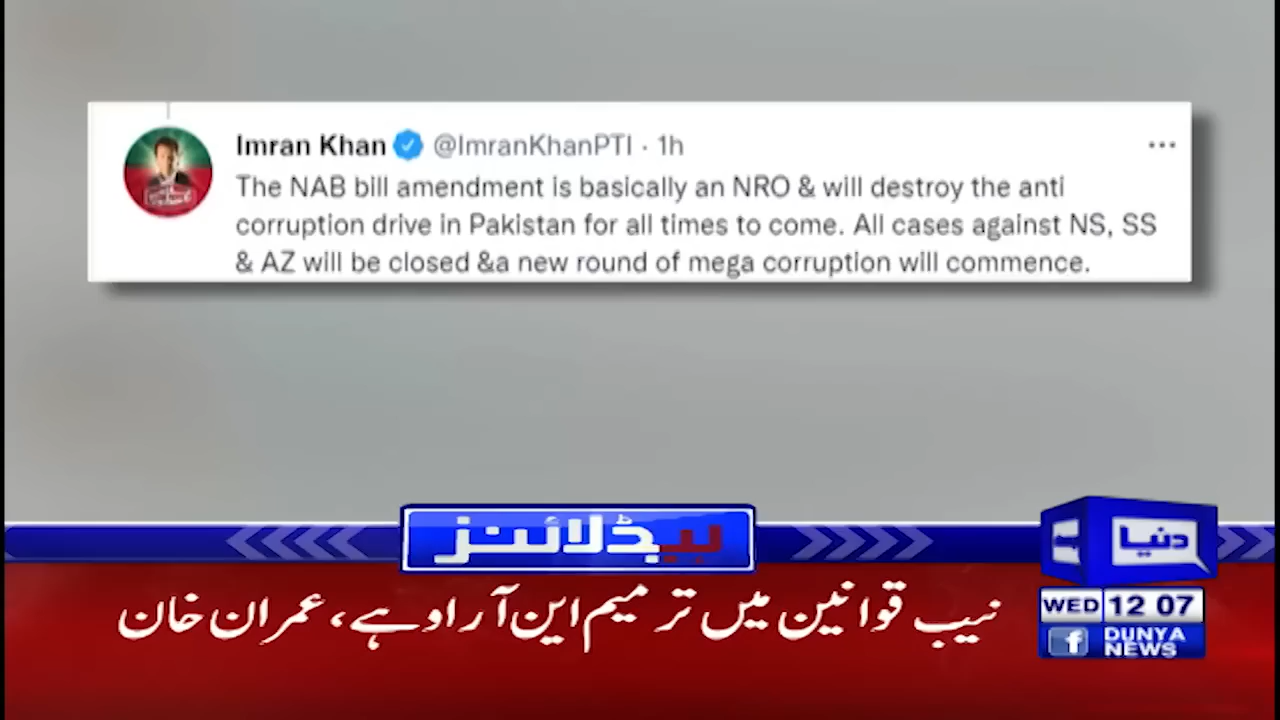 Imran Khan @ImranKhanPTI · 1h
The NAB bill amendment is basically an NRO & will destroy the anti
corruption drive in Pakistan for all times to come. All cases against NS, SS
& AZ will be closed &a new round of mega corruption will commence.
ہیڈلائنز
دنیا
نیب قوانین میں ترمیم این آر او ہے، عمران خان
WED 12 07
f DUNYA
NEWS